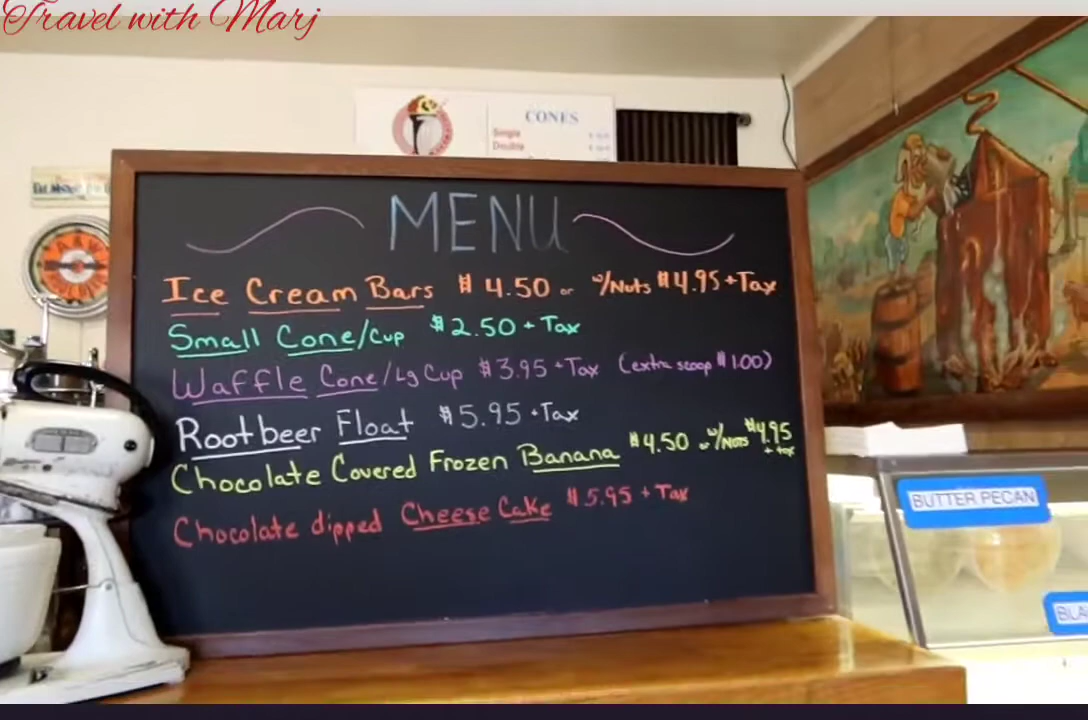 Travel with Marj
CONES
Single
Double
A&W
MENU
Ice Cream Bars $4.50 or w/Nuts $4.95 + Tax
Small Cone/Cup $2.50 + Tax
Waffle Cone/Lg Cup $3.95 + Tax (extra scoop $1.00)
Rootbeer Float $5.95 + Tax
Chocolate Covered Frozen Banana $4.50 or w/Nuts $4.95 + tax
Chocolate dipped Cheese Cake $5.95 + Tax
BUTTER PECAN